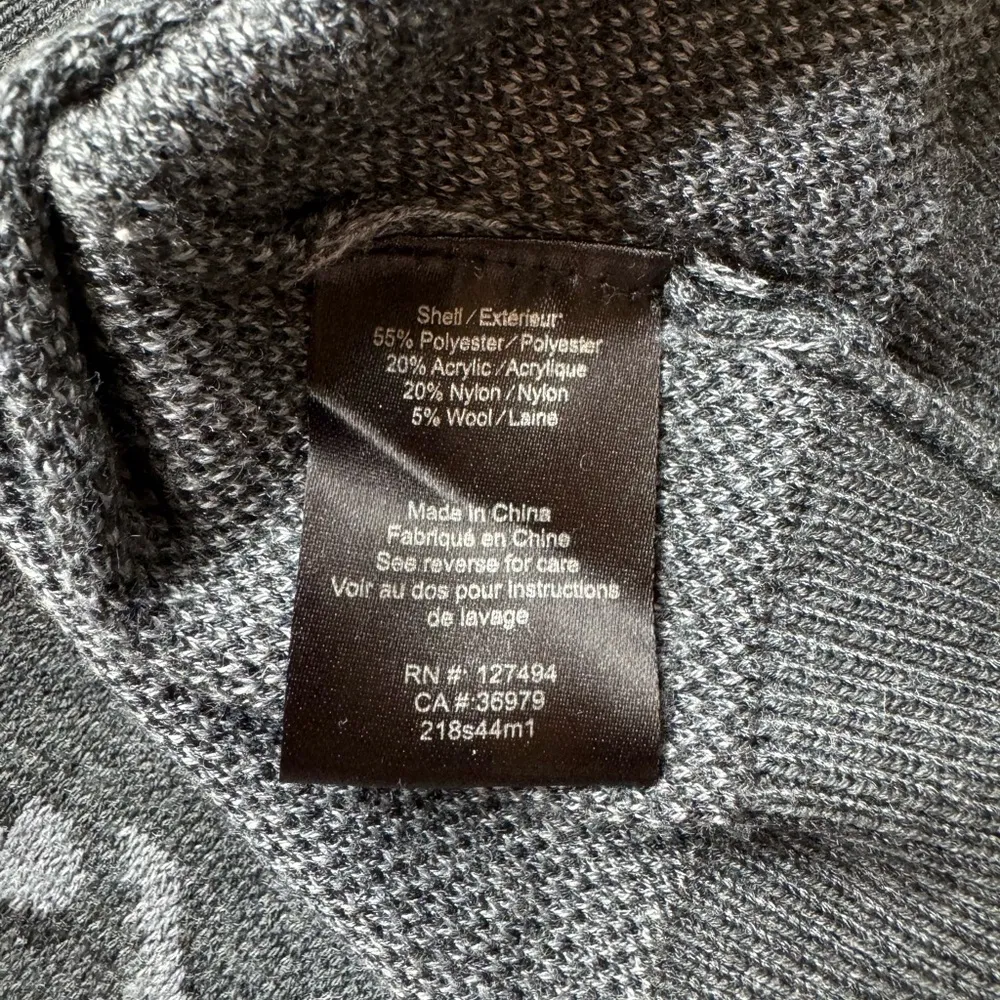 Shell/Extérieur:
55% Polyester/Polyester
20% Acrylic/Acrylique
20% Nylon/Nylon
5% Wool/Laine
Made in China
Fabriqué en Chine
See reverse for care
Voir au dos pour instructions
de lavage
RN #: 127494
CA #:36979
218s44m1